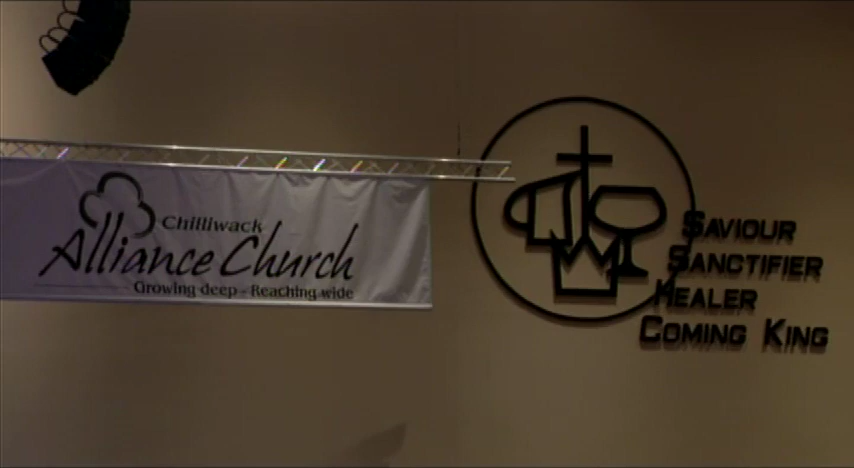 Chilliwack
Alliance Church
Growing deep - Reaching wide
SAVIOUR
SANCTIFIER
HEALER
COMING KING